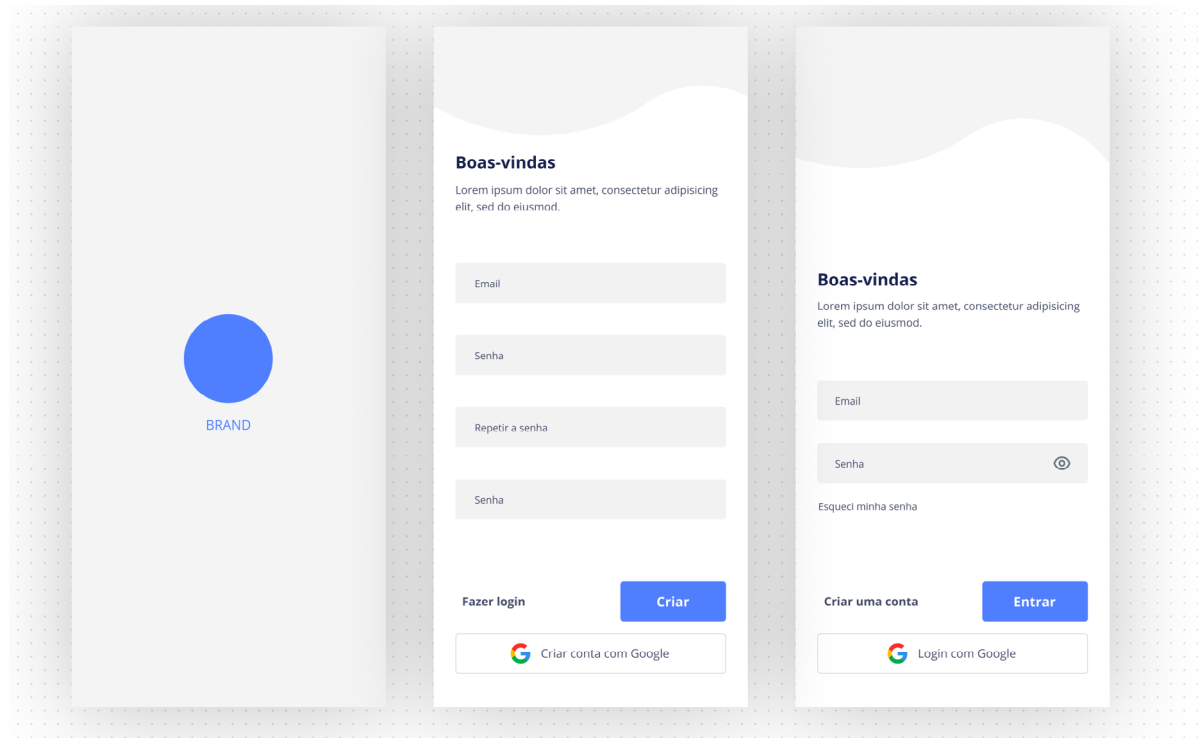 BRAND
Boas-vindas
Lorem ipsum dolor sit amet, consectetur adipisicing
elit, sed do eiusmod.
Email
Senha
Repetir a senha
Senha
Fazer login
Criar
Criar conta com Google
Boas-vindas
Lorem ipsum dolor sit amet, consectetur adipisicing
elit, sed do eiusmod.
Email
Senha
Esqueci minha senha
Criar uma conta
Entrar
Login com Google